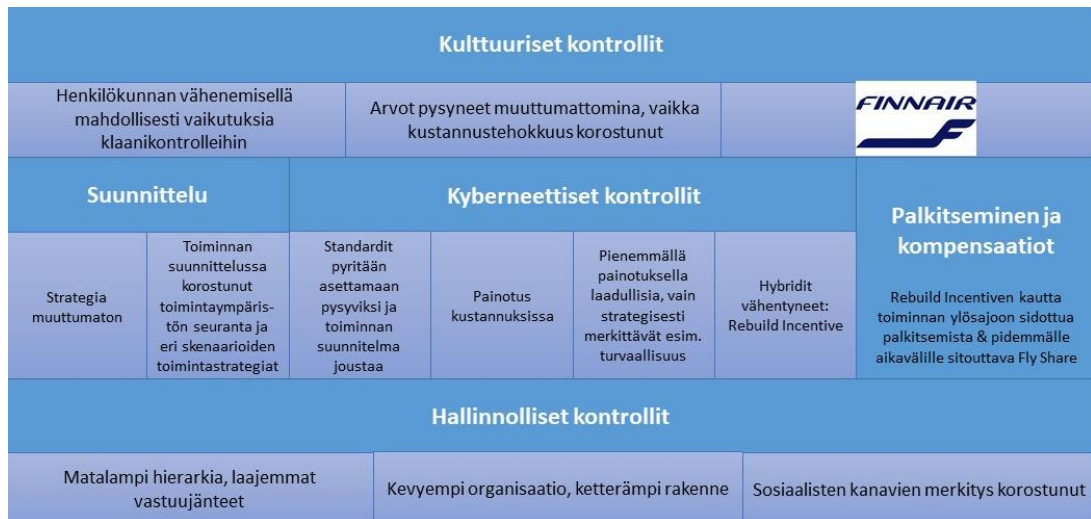 Kulttuuriset kontrollit
Henkilökunnan vähenemisellä
mahdollisesti vaikutuksia
klaanikontrolleihin
Arvot pysyneet muuttumattomina, vaikka
kustannustehokkuus korostunut
FINNAIR
Suunnittelu
Kyberneettiset kontrollit
Palkitseminen ja
kompensaatiot
Strategia
muuttumaton
Toiminnan
suunnittelussa
korostunut
toimintaympäris-
tön seuranta ja
eri skenaarioiden
toimintastrategiat
Standardit
pyritään
asettamaan
pysyviksi ja
toiminnan
suunnitelma
joustaa
Painotus
kustannuksissa
Pienemmällä
painotuksella
laadullisia, vain
strategisesti
merkittävät esim.
turvaallisuus
Hybridit
vähentyneet:
Rebuild Incentive
Rebuild Incentiven kautta
toiminnan ylösajoon sidottua
palkitsemista & pidemmälle
aikavälille sitouttava Fly Share
Hallinnolliset kontrollit
Matalampi hierarkia, laajemmat
vastuujänteet
Kevyempi organisaatio, ketterämpi rakenne
Sosiaalisten kanavien merkitys korostunut